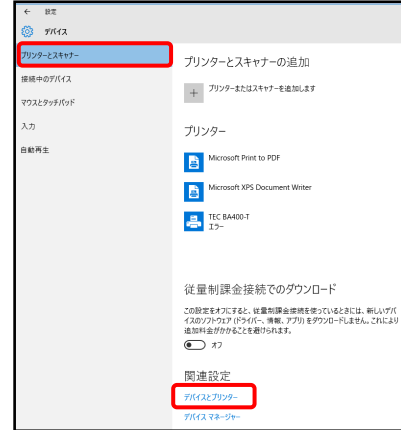 ← 設定
デバイス
プリンターとスキャナー
接続中のデバイス
マウスとタッチパッド
入力
自動再生
プリンターとスキャナーの追加
＋ プリンターまたはスキャナーを追加します
プリンター
Microsoft Print to PDF
Microsoft XPS Document Writer
TEC BA400-T
エラー
従量制課金接続でのダウンロード
この設定をオフにすると、従量制課金接続を使っているときには、新しいデバ
イスのソフトウェア (ドライバー、情報、アプリ) をダウンロードしません。これにより
追加料金がかかることを避けられます。
オフ
関連設定
デバイスとプリンター
デバイス マネージャー